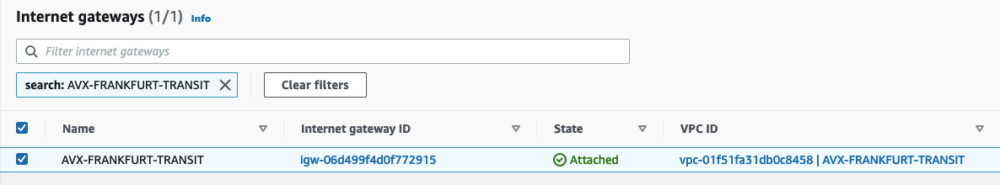 Internet gateways (1/1) Info
Filter internet gateways
search: AVX-FRANKFURT-TRANSIT Clear filters
Name Internet gateway ID State VPC ID
AVX-FRANKFURT-TRANSIT igw-06d499f4d0f772915 Attached vpc-01f51fa31db0c8458 | AVX-FRANKFURT-TRANSIT